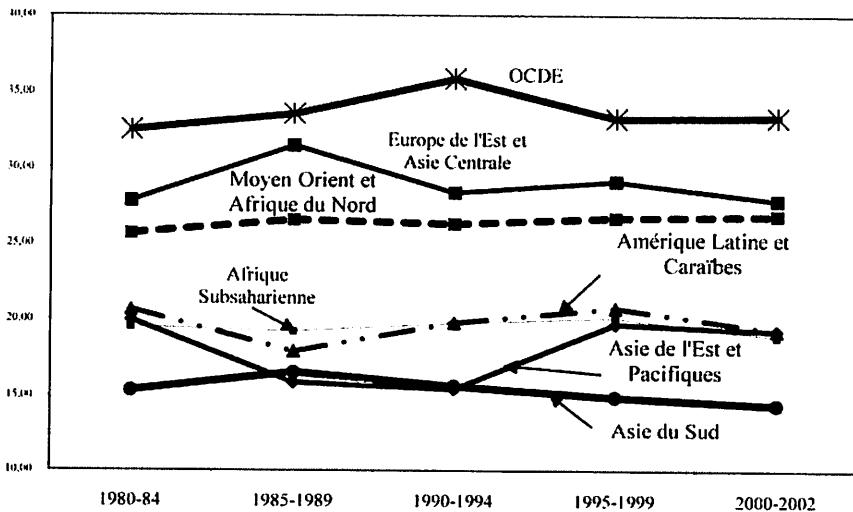 40,00
OCDE
35,00
Europe de l'Est et
Asie Centrale
30,00
Moyen Orient et
Afrique du Nord
25,00
Amérique Latine et
Caraïbes
Afrique
Subsaharienne
20,00
Asie de l'Est et
Pacifiques
15,00
Asie du Sud
10,00
1980-84
1985-1989
1990-1994
1995-1999
2000-2002